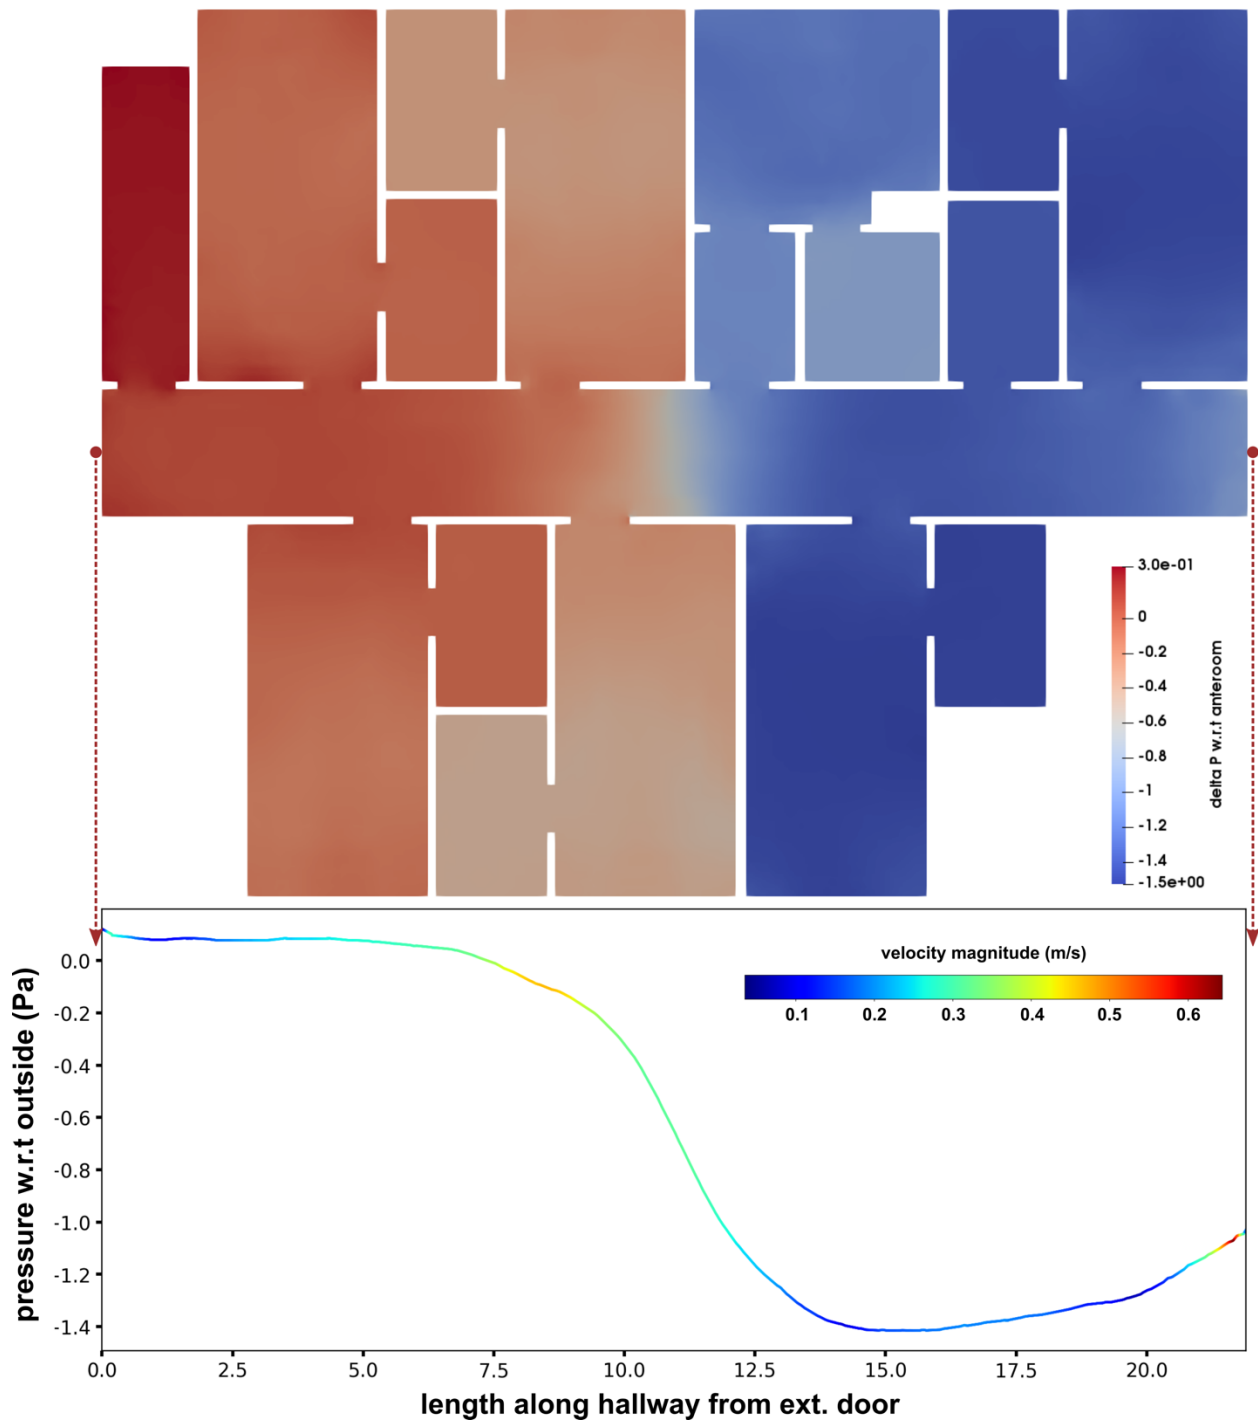 3.0e-01
0
-0.2
-0.4
-0.6
-0.8
-1
-1.2
-1.4
-1.5e+00
delta P w.r.t anteroom
velocity magnitude (m/s)
0.1 0.2 0.3 0.4 0.5 0.6
pressure w.r.t outside (Pa)
0.0
-0.2
-0.4
-0.6
-0.8
-1.0
-1.2
-1.4
0.0 2.5 5.0 7.5 10.0 12.5 15.0 17.5 20.0
length along hallway from ext. door